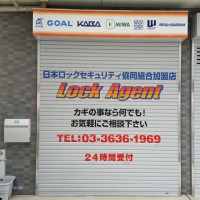 GOAL KABA MIWA
日本ロックセキュリティ協同組合加盟店
Lock Agent
カギの事なら何でも!
お気軽にご相談下さい
TEL:03-3636-1969
24時間受付